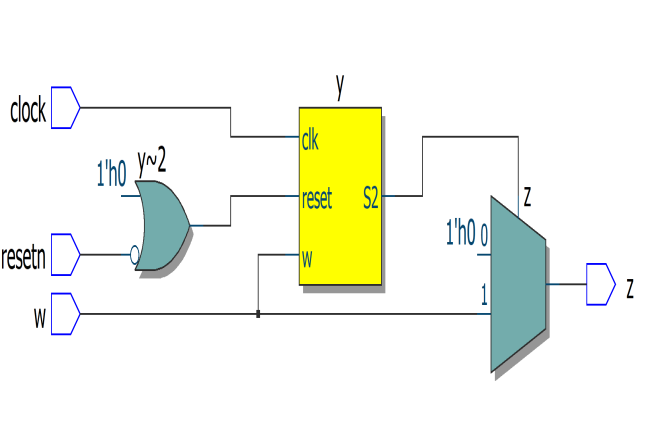 y
clock
clk
y~2
1'h0
reset
S2
z
1'h0
0
resetn
w
1
z
w